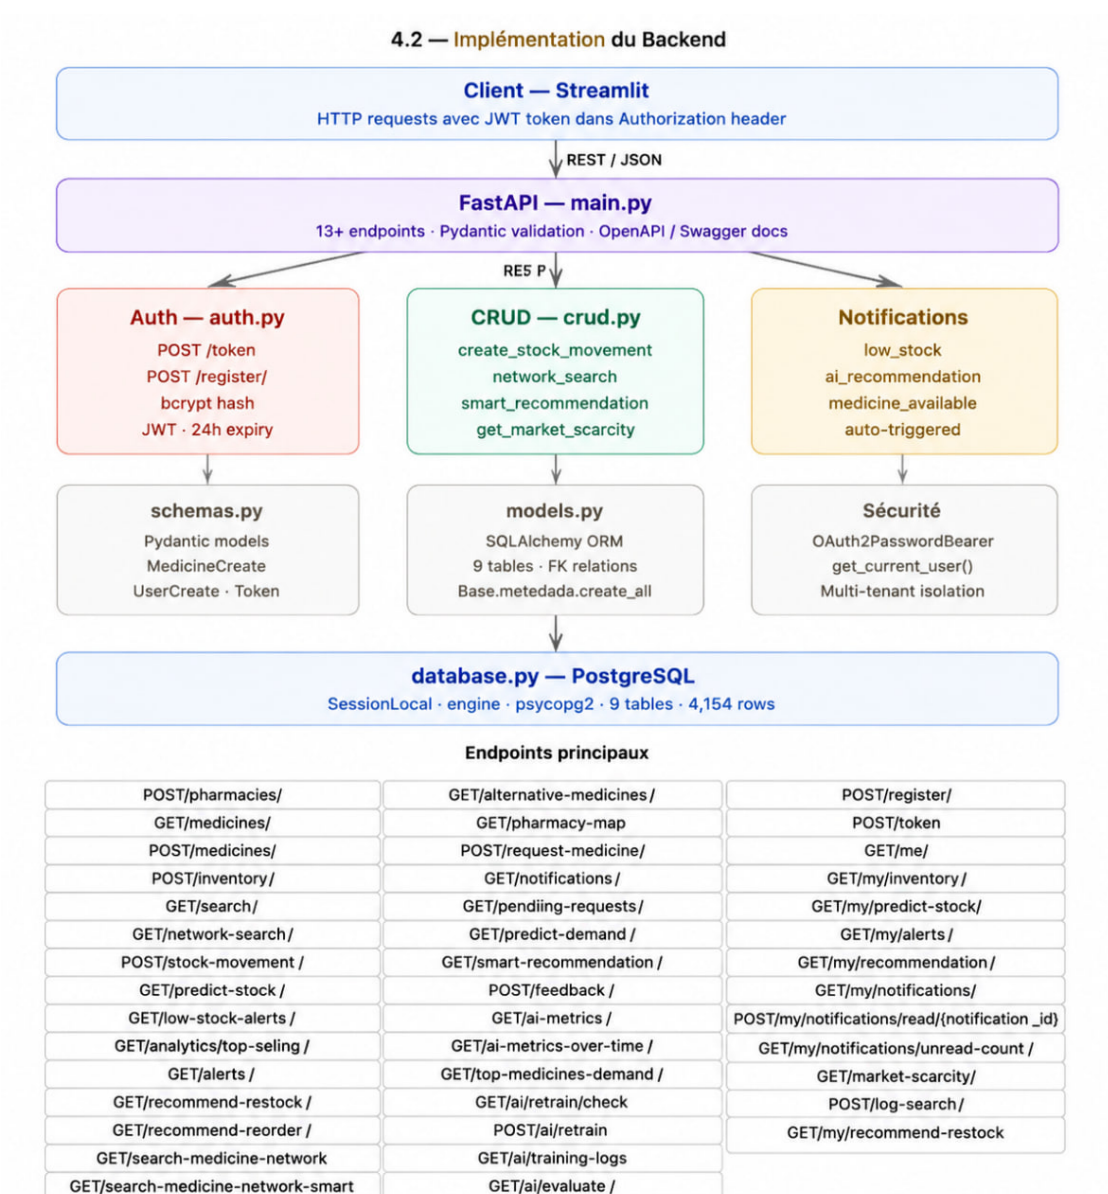 4.2 — Implémentation du Backend
Client — Streamlit
HTTP requests avec JWT token dans Authorization header
REST / JSON
FastAPI — main.py
13+ endpoints · Pydantic validation · OpenAPI / Swagger docs
RE5 P
Auth — auth.py
POST /token
POST /register/
bcrypt hash
JWT · 24h expiry
CRUD — crud.py
create_stock_movement
network_search
smart_recommendation
get_market_scarcity
Notifications
low_stock
ai_recommendation
medicine_available
auto-triggered
schemas.py
Pydantic models
MedicineCreate
UserCreate · Token
models.py
SQLAlchemy ORM
9 tables · FK relations
Base.metedada.create_all
Sécurité
OAuth2PasswordBearer
get_current_user()
Multi-tenant isolation
database.py — PostgreSQL
SessionLocal · engine · psycopg2 · 9 tables · 4,154 rows
Endpoints principaux
POST/pharmacies/
GET/medicines/
POST/medicines/
POST/inventory/
GET/search/
GET/network-search/
POST/stock-movement /
GET/predict-stock /
GET/low-stock-alerts /
GET/analytics/top-seling /
GET/alerts /
GET/recommend-restock /
GET/recommend-reorder /
GET/search-medicine-network
GET/search-medicine-network-smart
GET/alternative-medicines/
GET/pharmacy-map
POST/request-medicine/
GET/notifications/
GET/pendiing-requests/
GET/predict-demand /
GET/smart-recommendation /
POST/feedback /
GET/ai-metrics /
GET/ai-metrics-over-time /
GET/top-medicines-demand /
GET/ai/retrain/check
POST/ai/retrain
GET/ai/training-logs
GET/ai/evaluate /
POST/register/
POST/token
GET/me/
GET/my/inventory/
GET/my/predict-stock/
GET/my/alerts/
GET/my/recommendation/
GET/my/notifications/
POST/my/notifications/read/{notification _id}
GET/my/notifications/unread-count /
GET/market-scarcity/
POST/log-search/
GET/my/recommend-restock